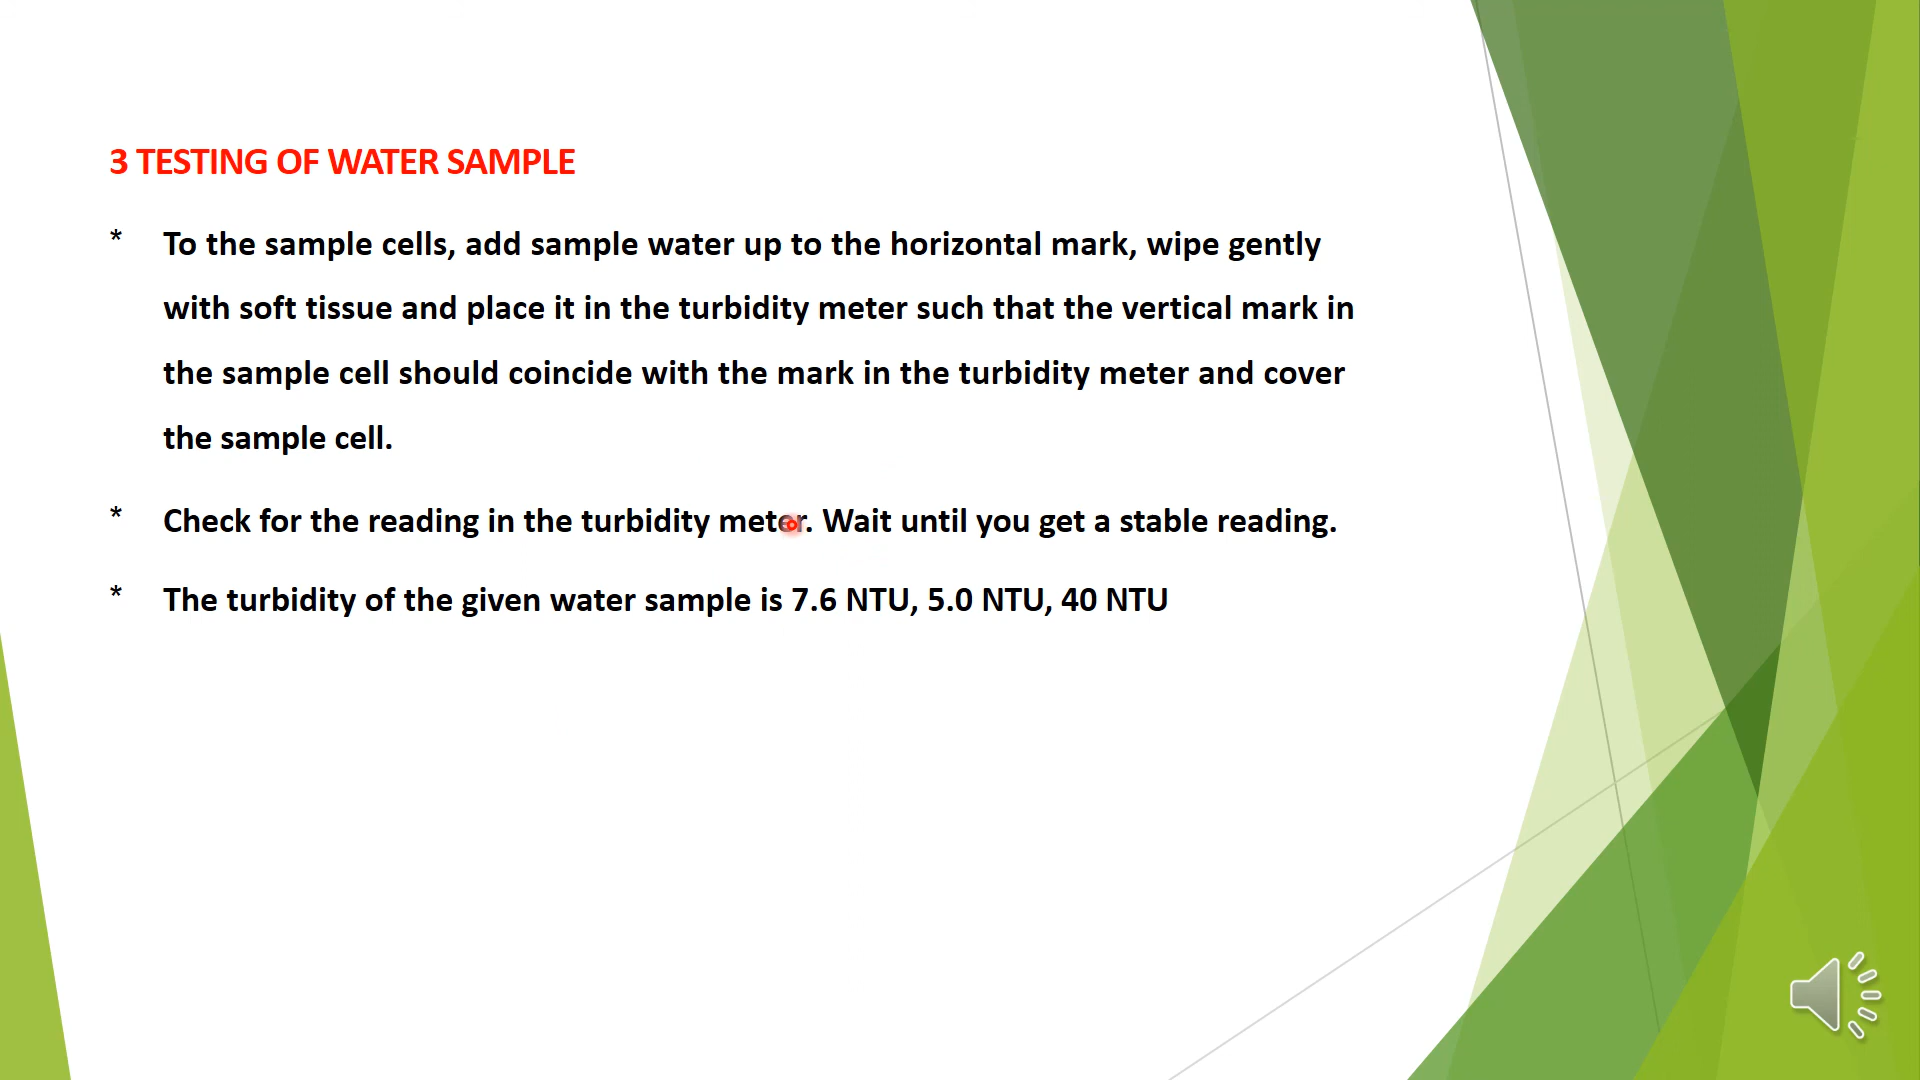 3 TESTING OF WATER SAMPLE
* To the sample cells, add sample water up to the horizontal mark, wipe gently
with soft tissue and place it in the turbidity meter such that the vertical mark in
the sample cell should coincide with the mark in the turbidity meter and cover
the sample cell.
* Check for the reading in the turbidity meter. Wait until you get a stable reading.
* The turbidity of the given water sample is 7.6 NTU, 5.0 NTU, 40 NTU